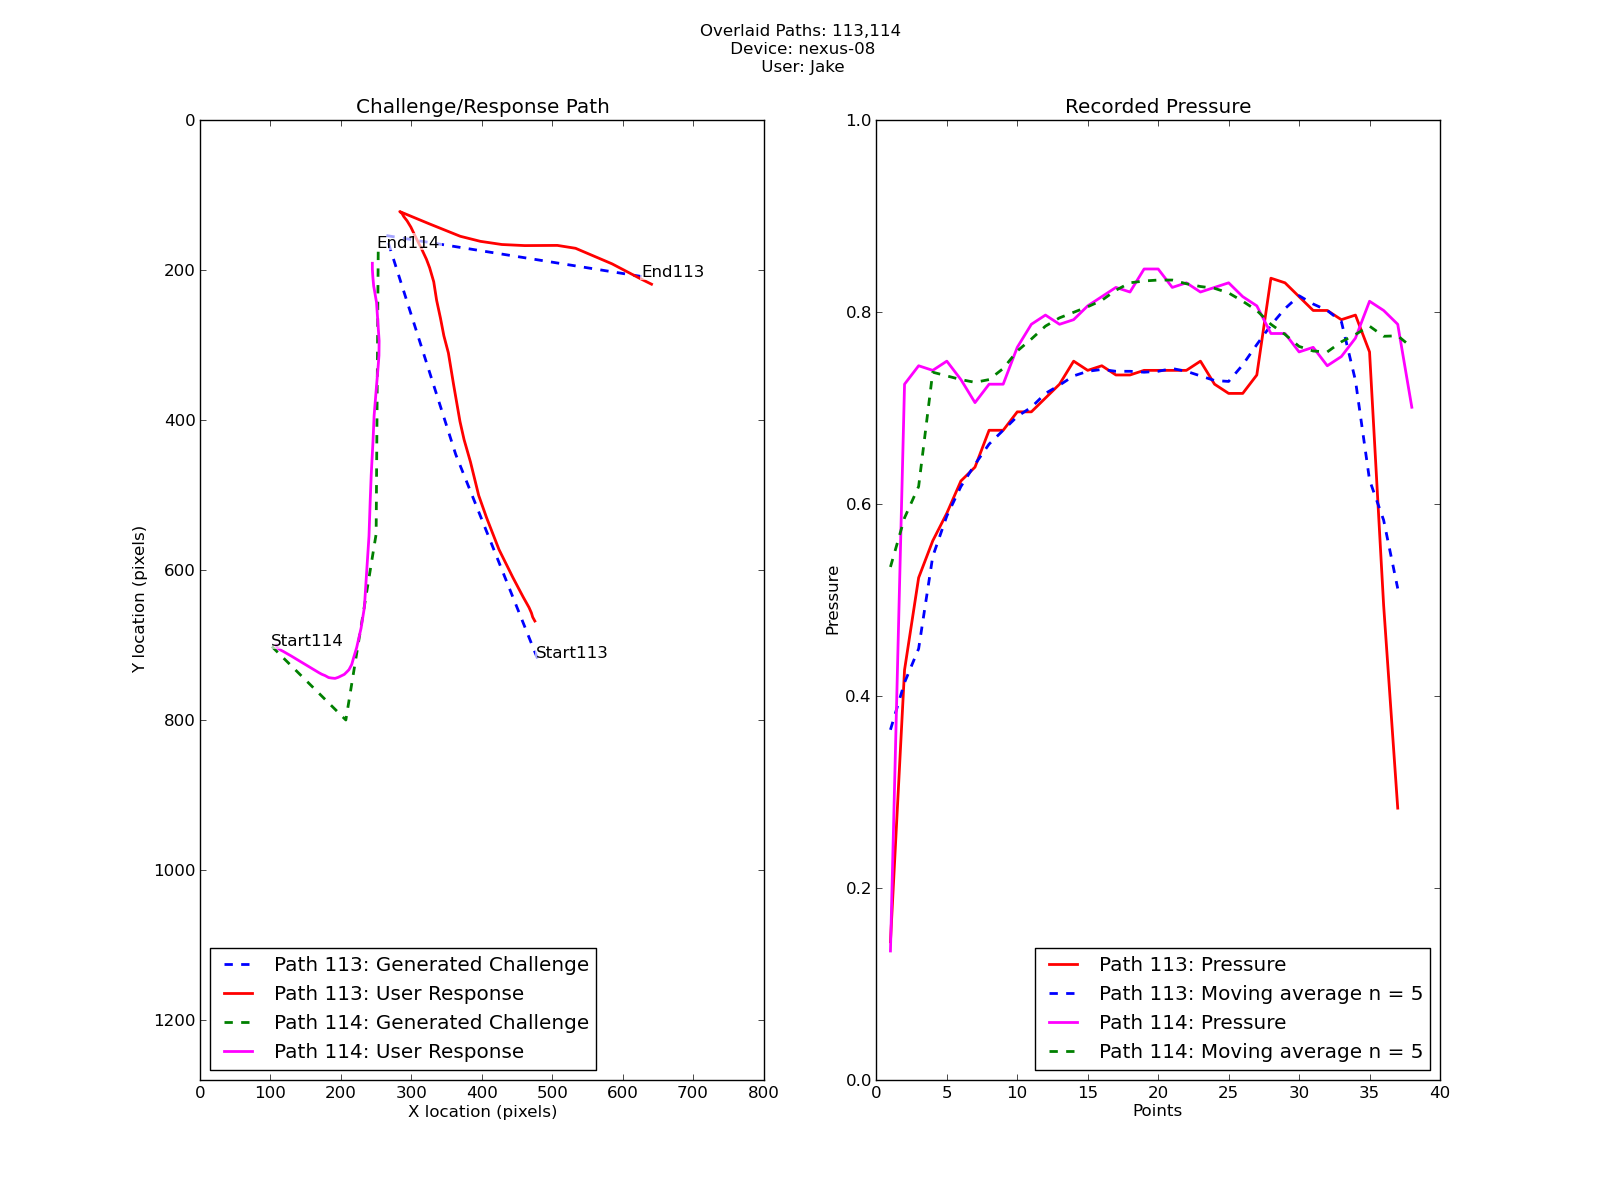 Overlaid Paths: 113,114
Device: nexus-08
User: Jake
Challenge/Response Path
0
200
400
600
800
1000
1200
Y location (pixels)
End114
End113
Start114
Start113
Path 113: Generated Challenge
Path 113: User Response
Path 114: Generated Challenge
Path 114: User Response
0 100 200 300 400 500 600 700 800
X location (pixels)
Recorded Pressure
1.0
0.8
0.6
0.4
0.2
0.0
Pressure
Path 113: Pressure
Path 113: Moving average n = 5
Path 114: Pressure
Path 114: Moving average n = 5
0 5 10 15 20 25 30 35 40
Points